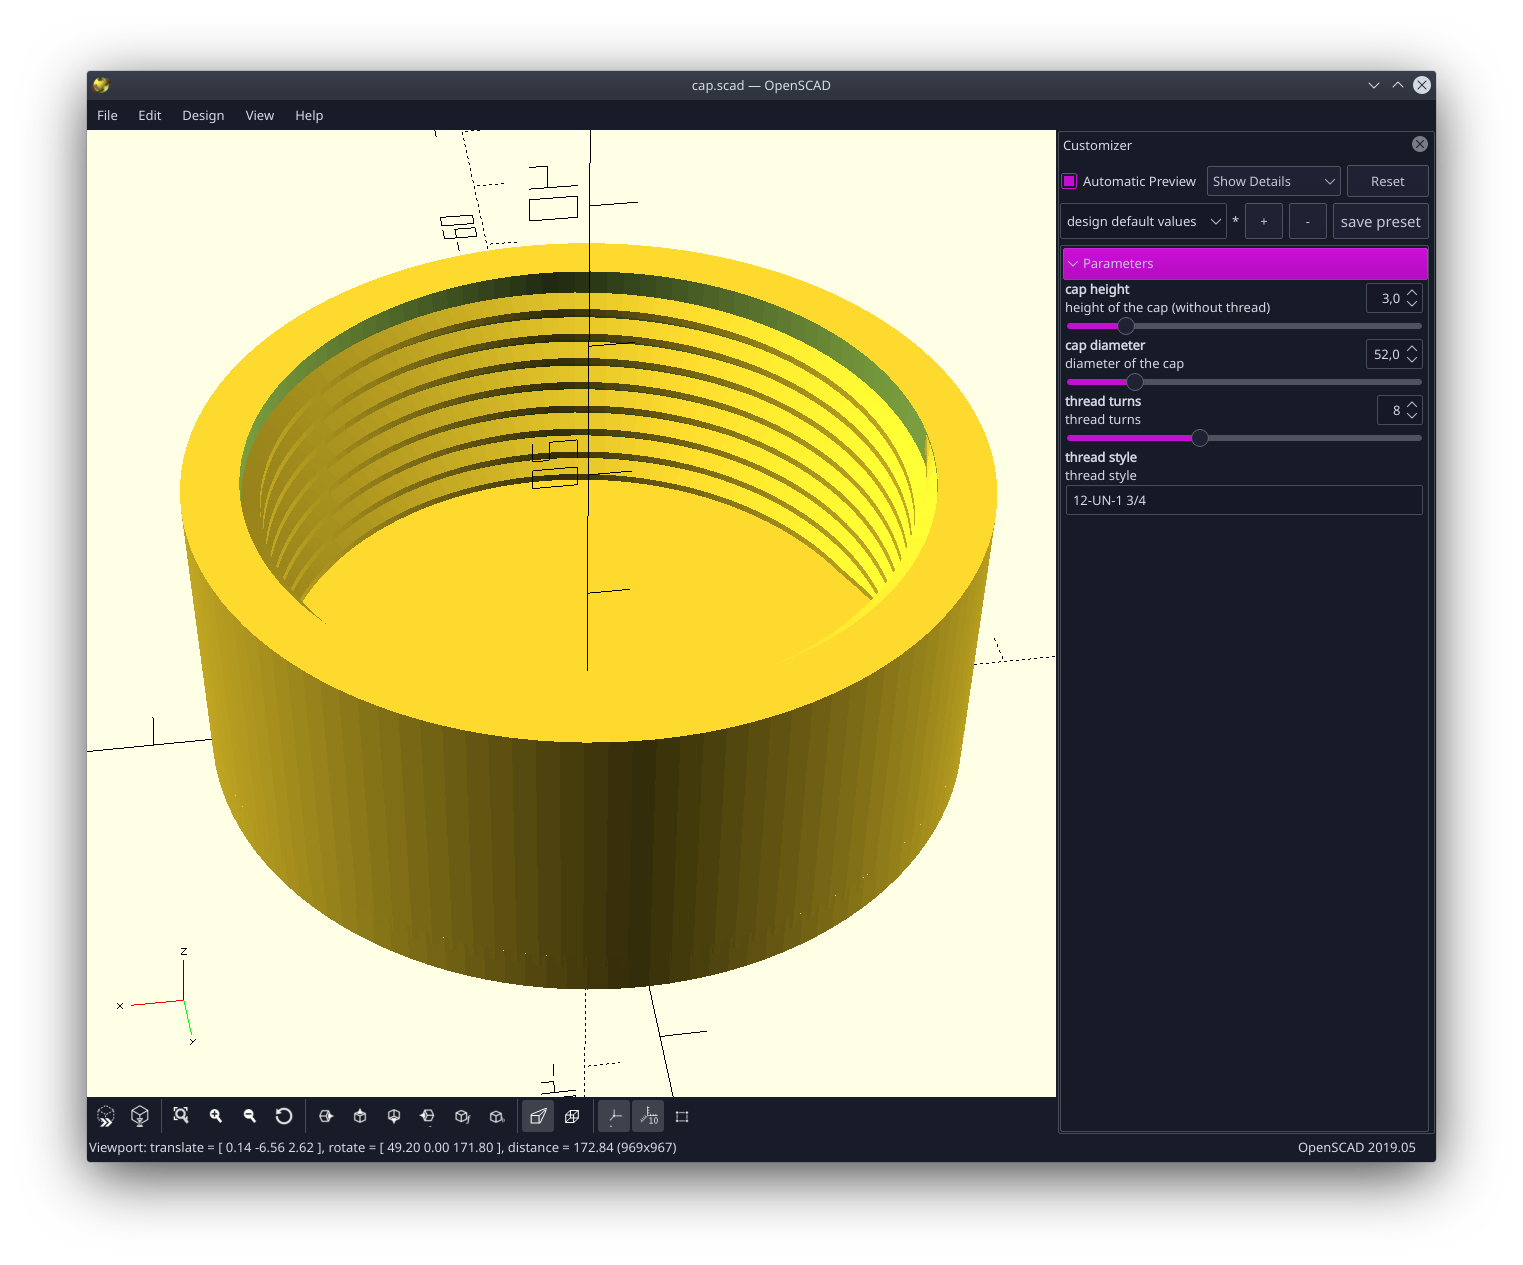 cap.scad — OpenSCAD
File Edit Design View Help
Customizer
Automatic Preview Show Details Reset
design default values * + - save preset
Parameters
cap height
height of the cap (without thread) 3,0
cap diameter
diameter of the cap 52,0
thread turns
thread turns 8
thread style
thread style
12-UN-1 3/4
z
x
y
10
Viewport: translate = [ 0.14 -6.56 2.62 ], rotate = [ 49.20 0.00 171.80 ], distance = 172.84 (969x967)
OpenSCAD 2019.05